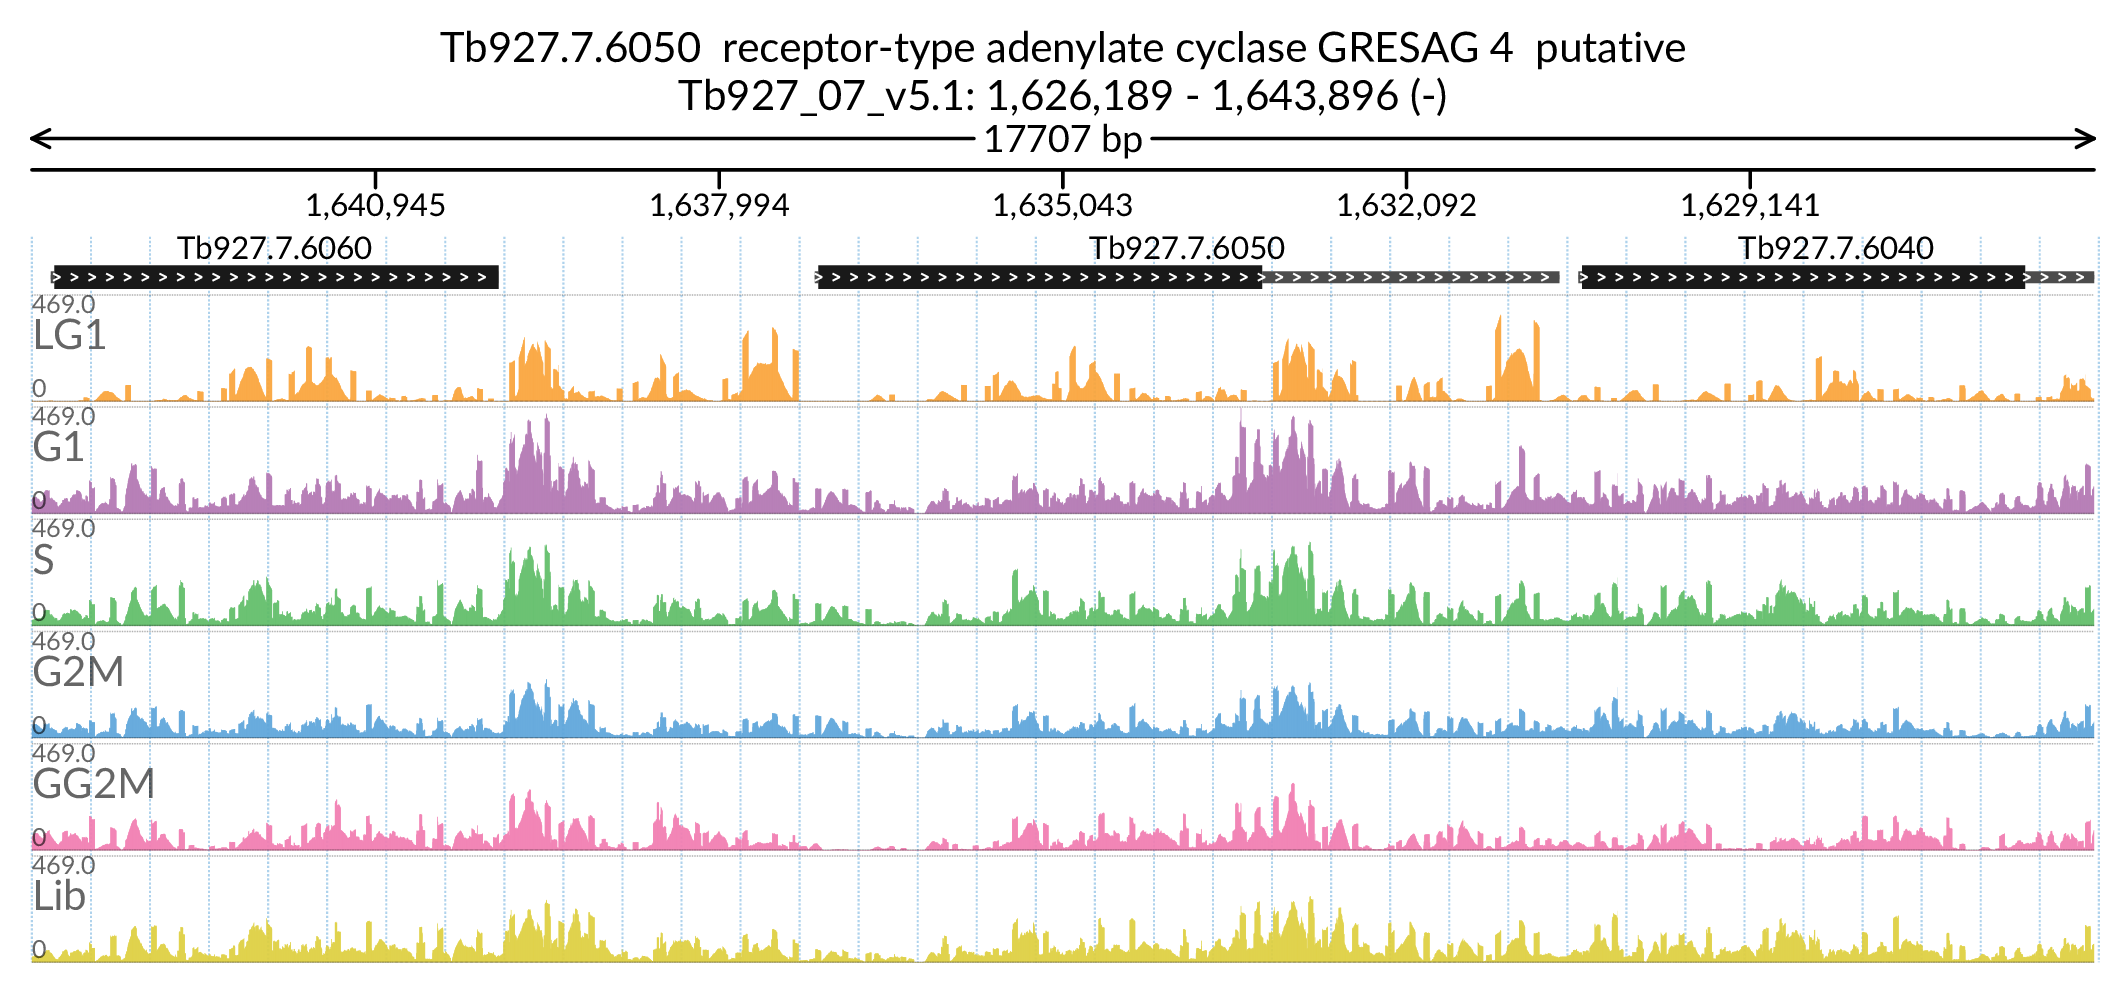 Tb927.7.6050  receptor-type adenylate cyclase GRESAG 4  putative
Tb927_07_v5.1: 1,626,189 - 1,643,896 (-)
17707 bp
1,640,945 1,637,994 1,635,043 1,632,092 1,629,141
Tb927.7.6060 Tb927.7.6050 Tb927.7.6040
469.0
LG1
0
469.0
G1
0
469.0
S
0
469.0
G2M
0
469.0
GG2M
0
469.0
Lib
0